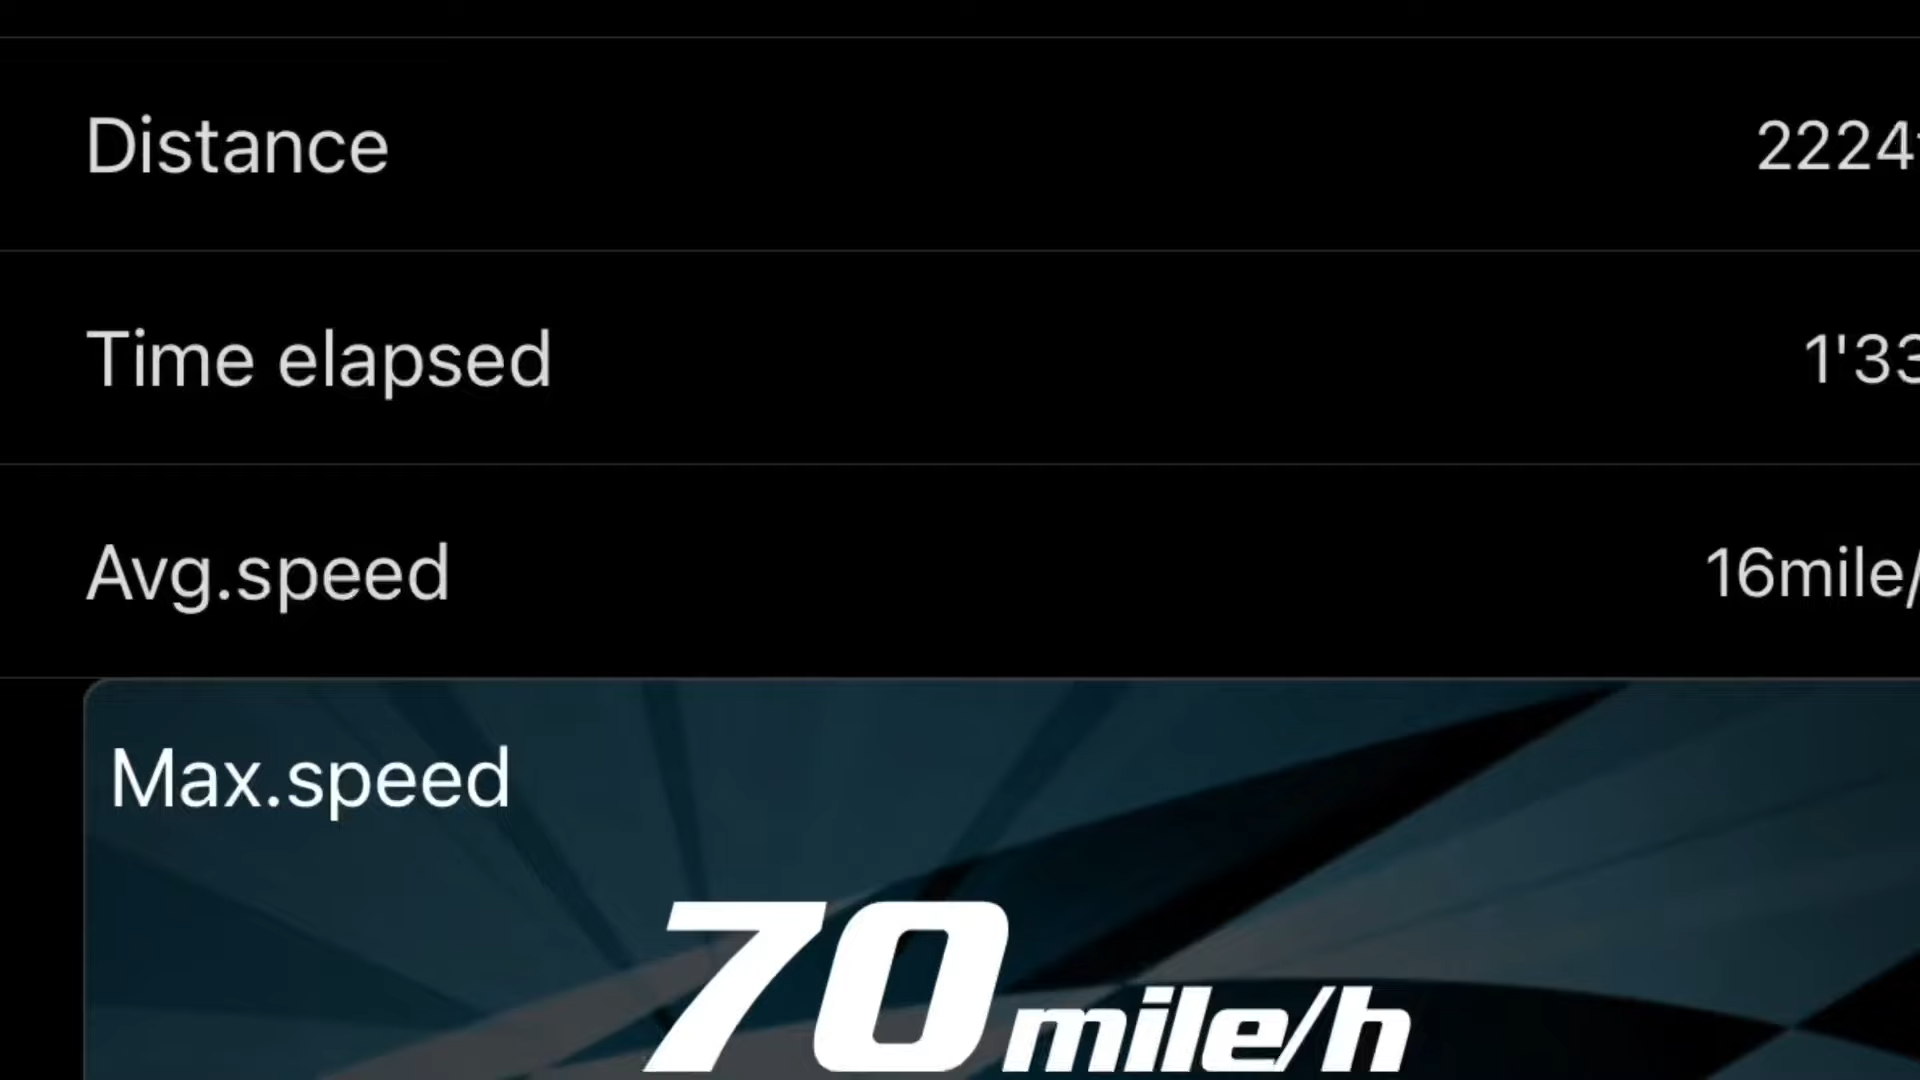 Distance
2224
Time elapsed
1'33
Avg.speed
16mile/
Max.speed
70mile/h